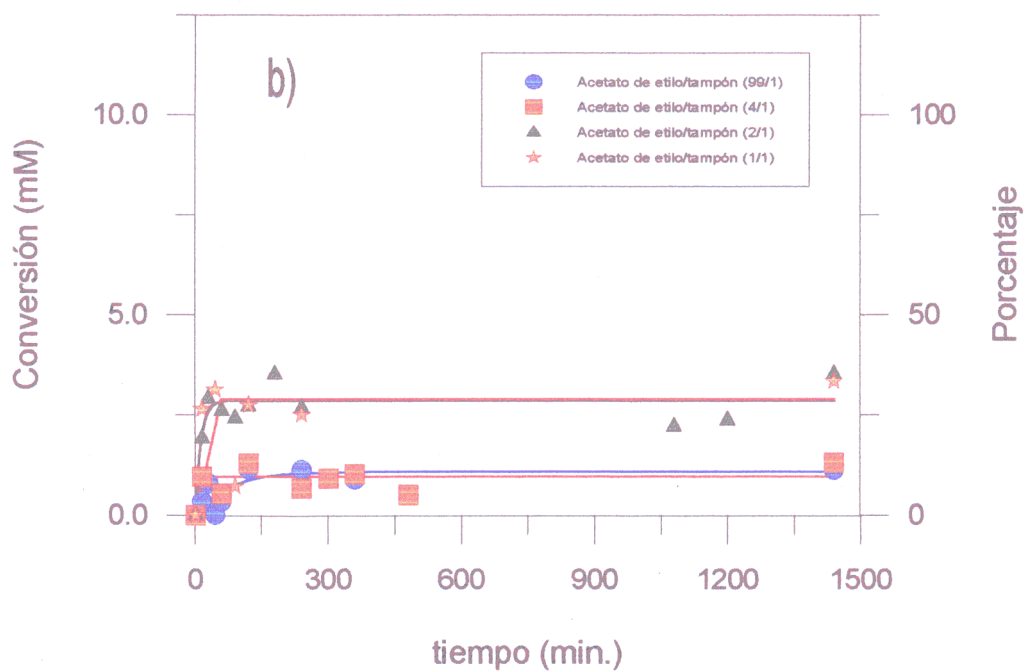 b)
Acetato de etilo/tampón (99/1)
Acetato de etilo/tampón (4/1)
Acetato de etilo/tampón (2/1)
Acetato de etilo/tampón (1/1)
Conversión (mM)
10.0
5.0
0.0
100
50
0
Porcentaje
0 300 600 900 1200 1500
tiempo (min.)